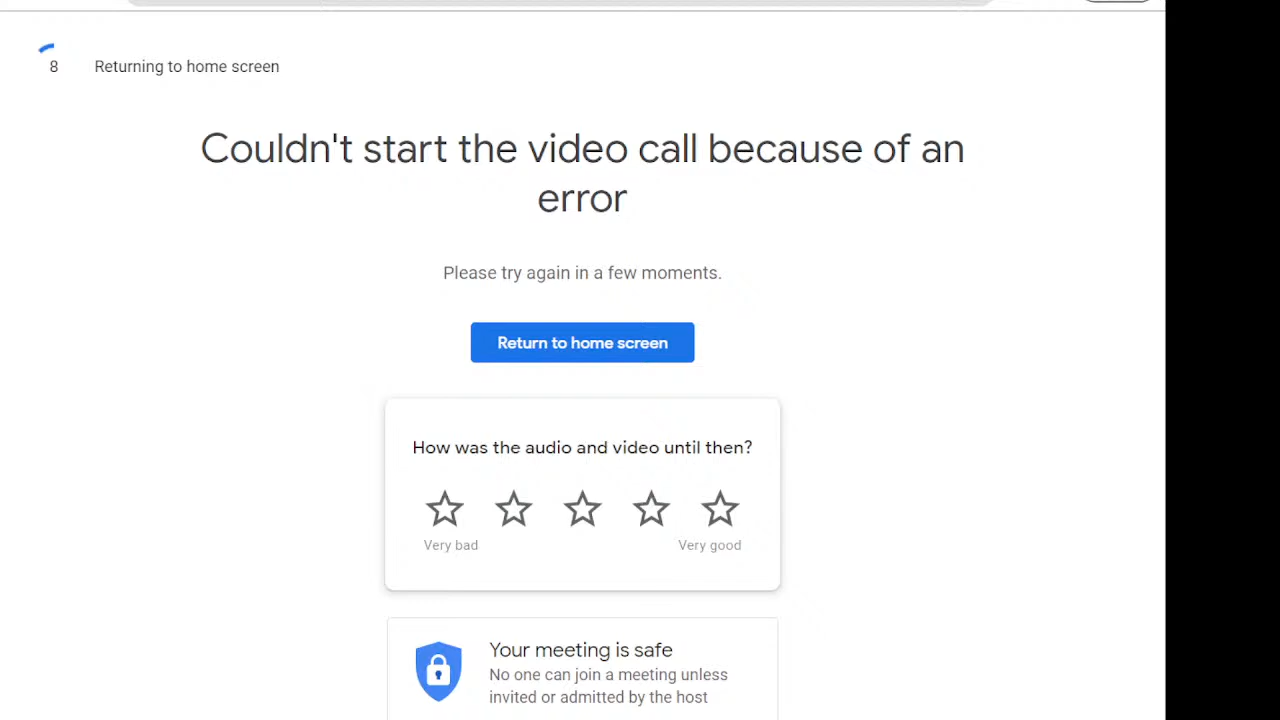 8 Returning to home screen
Couldn't start the video call because of an
error
Please try again in a few moments.
Return to home screen
How was the audio and video until then?
Very bad Very good
Your meeting is safe
No one can join a meeting unless
invited or admitted by the host